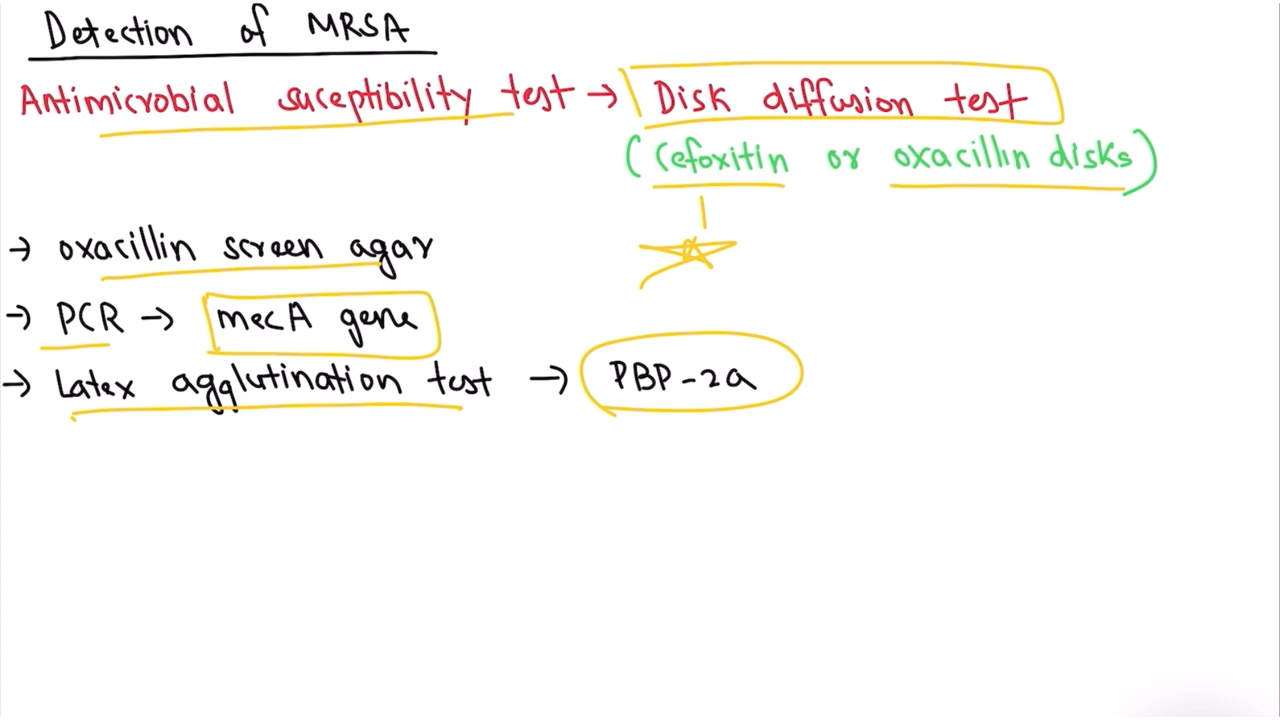 Detection of MRSA
Antimicrobial suceptibility test → Disk diffusion test
(Cefoxitin or oxacillin disks)
→ oxacillin screen agar
→ PCR → mecA gene
→ Latex agglutination test → PBP-2a